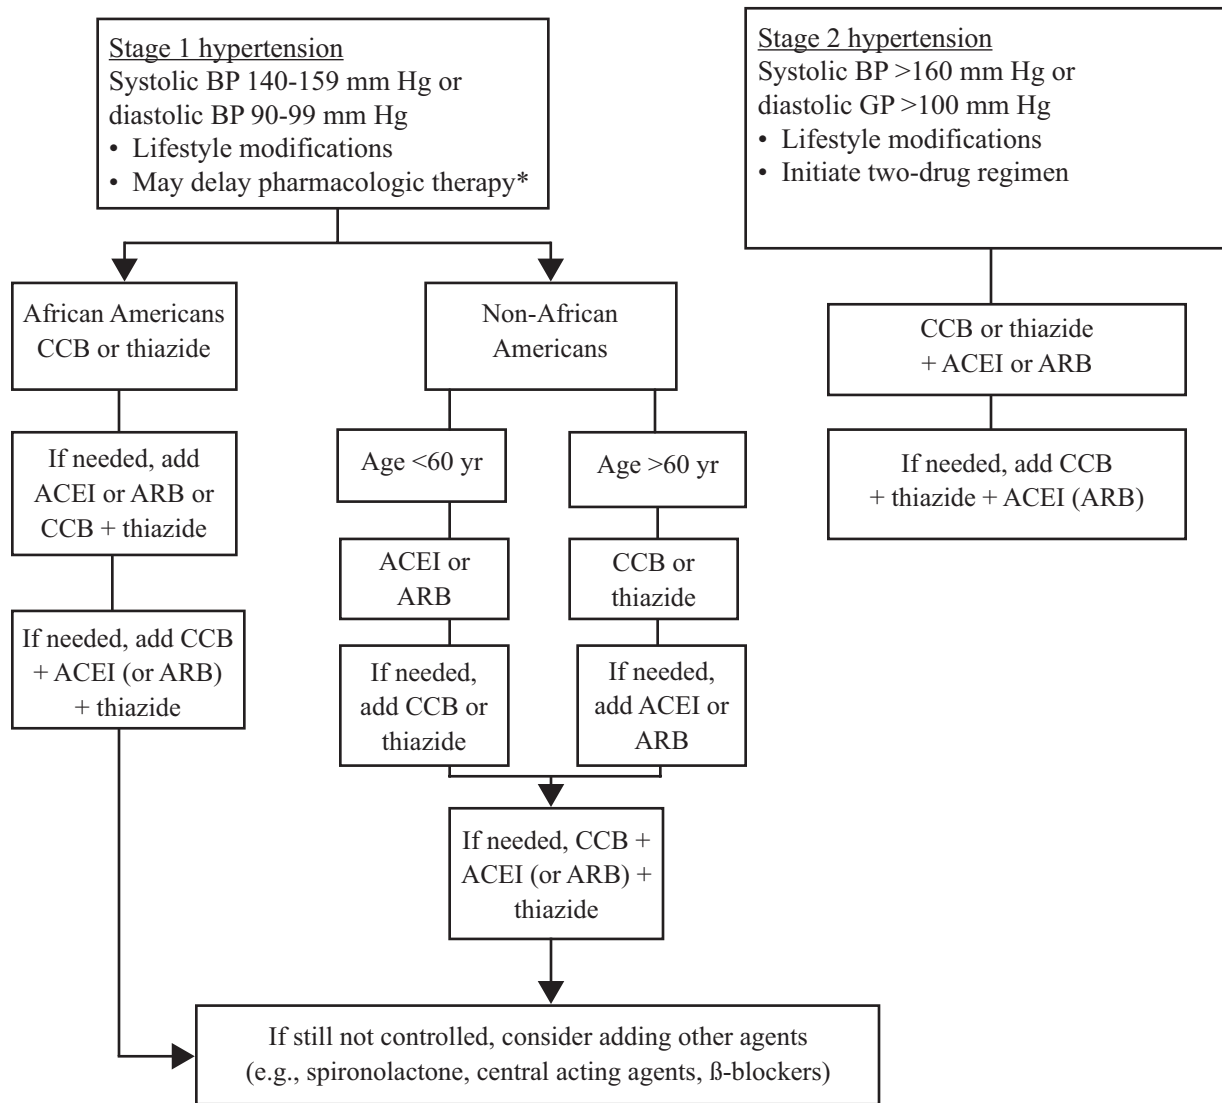 Stage 1 hypertension
Systolic BP 140-159 mm Hg or
diastolic BP 90-99 mm Hg
• Lifestyle modifications
• May delay pharmacologic therapy*
Stage 2 hypertension
Systolic BP >160 mm Hg or
diastolic GP >100 mm Hg
• Lifestyle modifications
• Initiate two-drug regimen
African Americans
CCB or thiazide
Non-African
Americans
CCB or thiazide
+ ACEI or ARB
If needed, add
ACEI or ARB or
CCB + thiazide
Age <60 yr
Age >60 yr
If needed, add CCB
+ thiazide + ACEI (ARB)
ACEI or
ARB
CCB or
thiazide
If needed, add CCB
+ ACEI (or ARB)
+ thiazide
If needed,
add CCB or
thiazide
If needed,
add ACEI or
ARB
If needed, CCB +
ACEI (or ARB) +
thiazide
If still not controlled, consider adding other agents
(e.g., spironolactone, central acting agents, ß-blockers)